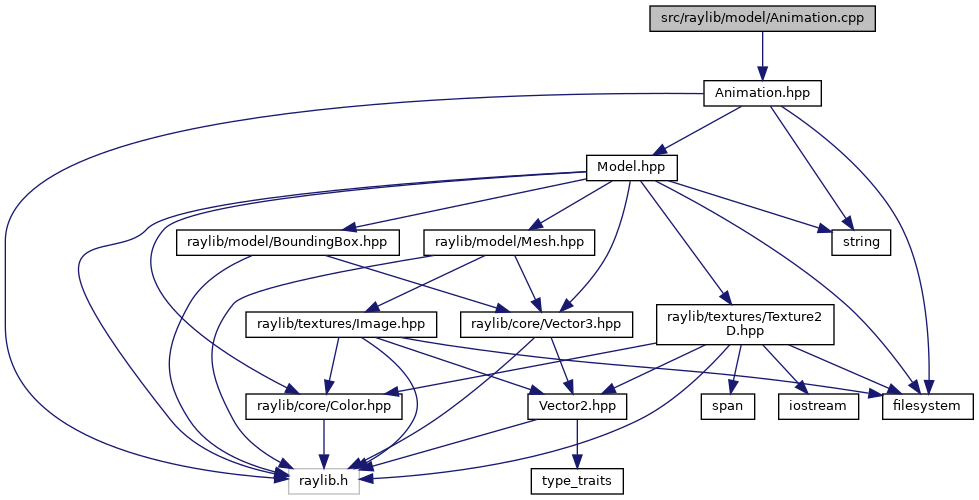 src/raylib/model/Animation.cpp
Animation.hpp
Model.hpp
raylib/model/BoundingBox.hpp
raylib/model/Mesh.hpp
string
raylib/textures/Image.hpp
raylib/core/Vector3.hpp
raylib/textures/Texture2
D.hpp
raylib/core/Color.hpp
Vector2.hpp
span
iostream
filesystem
raylib.h
type_traits